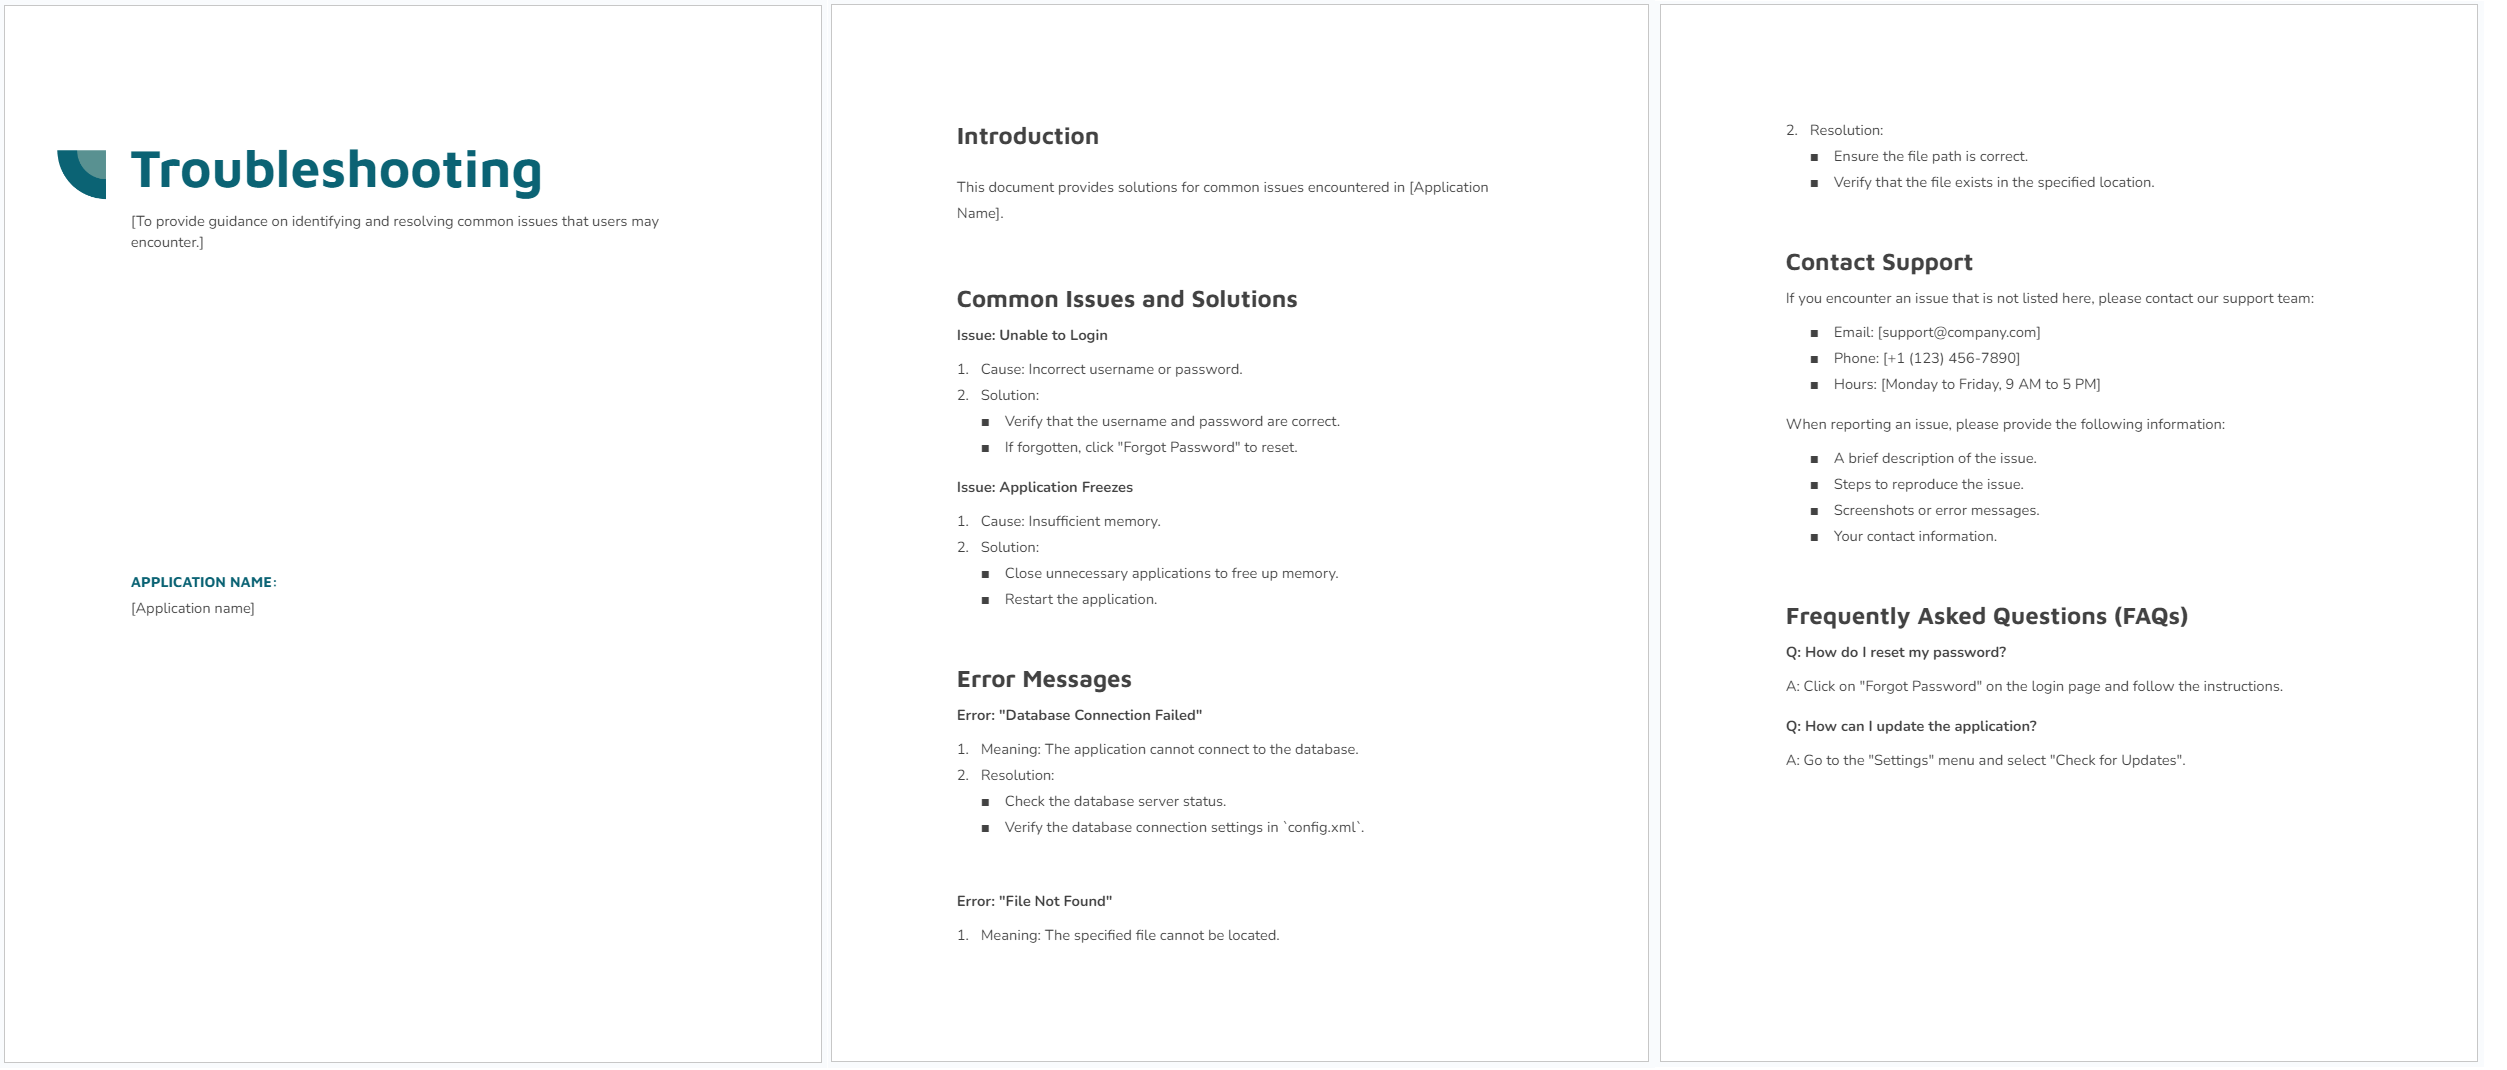 Troubleshooting
[To provide guidance on identifying and resolving common issues that users may
encounter.]
APPLICATION NAME:
[Application name]
Introduction
This document provides solutions for common issues encountered in [Application
Name].
Common Issues and Solutions
Issue: Unable to Login
1. Cause: Incorrect username or password.
2. Solution:
■ Verify that the username and password are correct.
■ If forgotten, click "Forgot Password" to reset.
Issue: Application Freezes
1. Cause: Insufficient memory.
2. Solution:
■ Close unnecessary applications to free up memory.
■ Restart the application.
Error Messages
Error: "Database Connection Failed"
1. Meaning: The application cannot connect to the database.
2. Resolution:
■ Check the database server status.
■ Verify the database connection settings in `config.xml`.
Error: "File Not Found"
1. Meaning: The specified file cannot be located.
2. Resolution:
■ Ensure the file path is correct.
■ Verify that the file exists in the specified location.
Contact Support
If you encounter an issue that is not listed here, please contact our support team:
■ Email: [support@company.com]
■ Phone: [+1 (123) 456-7890]
■ Hours: [Monday to Friday, 9 AM to 5 PM]
When reporting an issue, please provide the following information:
■ A brief description of the issue.
■ Steps to reproduce the issue.
■ Screenshots or error messages.
■ Your contact information.
Frequently Asked Questions (FAQs)
Q: How do I reset my password?
A: Click on "Forgot Password" on the login page and follow the instructions.
Q: How can I update the application?
A: Go to the "Settings" menu and select "Check for Updates".